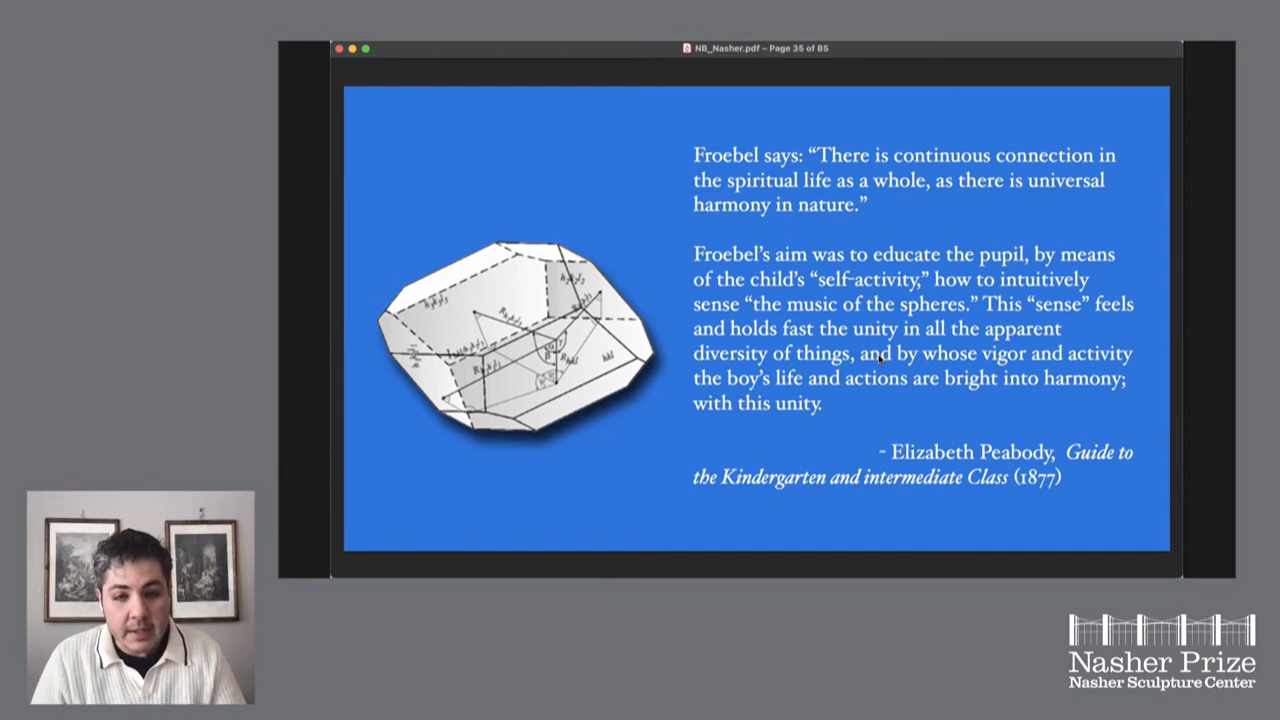 NB_Nasher.pdf – Page 35 of 85
Froebel says: “There is continuous connection in
the spiritual life as a whole, as there is universal
harmony in nature.”
Froebel’s aim was to educate the pupil, by means
of the child’s “self-activity,” how to intuitively
sense “the music of the spheres.” This “sense” feels
and holds fast the unity in all the apparent
diversity of things, and by whose vigor and activity
the boy’s life and actions are bright into harmony;
with this unity.
- Elizabeth Peabody, Guide to
the Kindergarten and intermediate Class (1877)
Nasher Prize
Nasher Sculpture Center